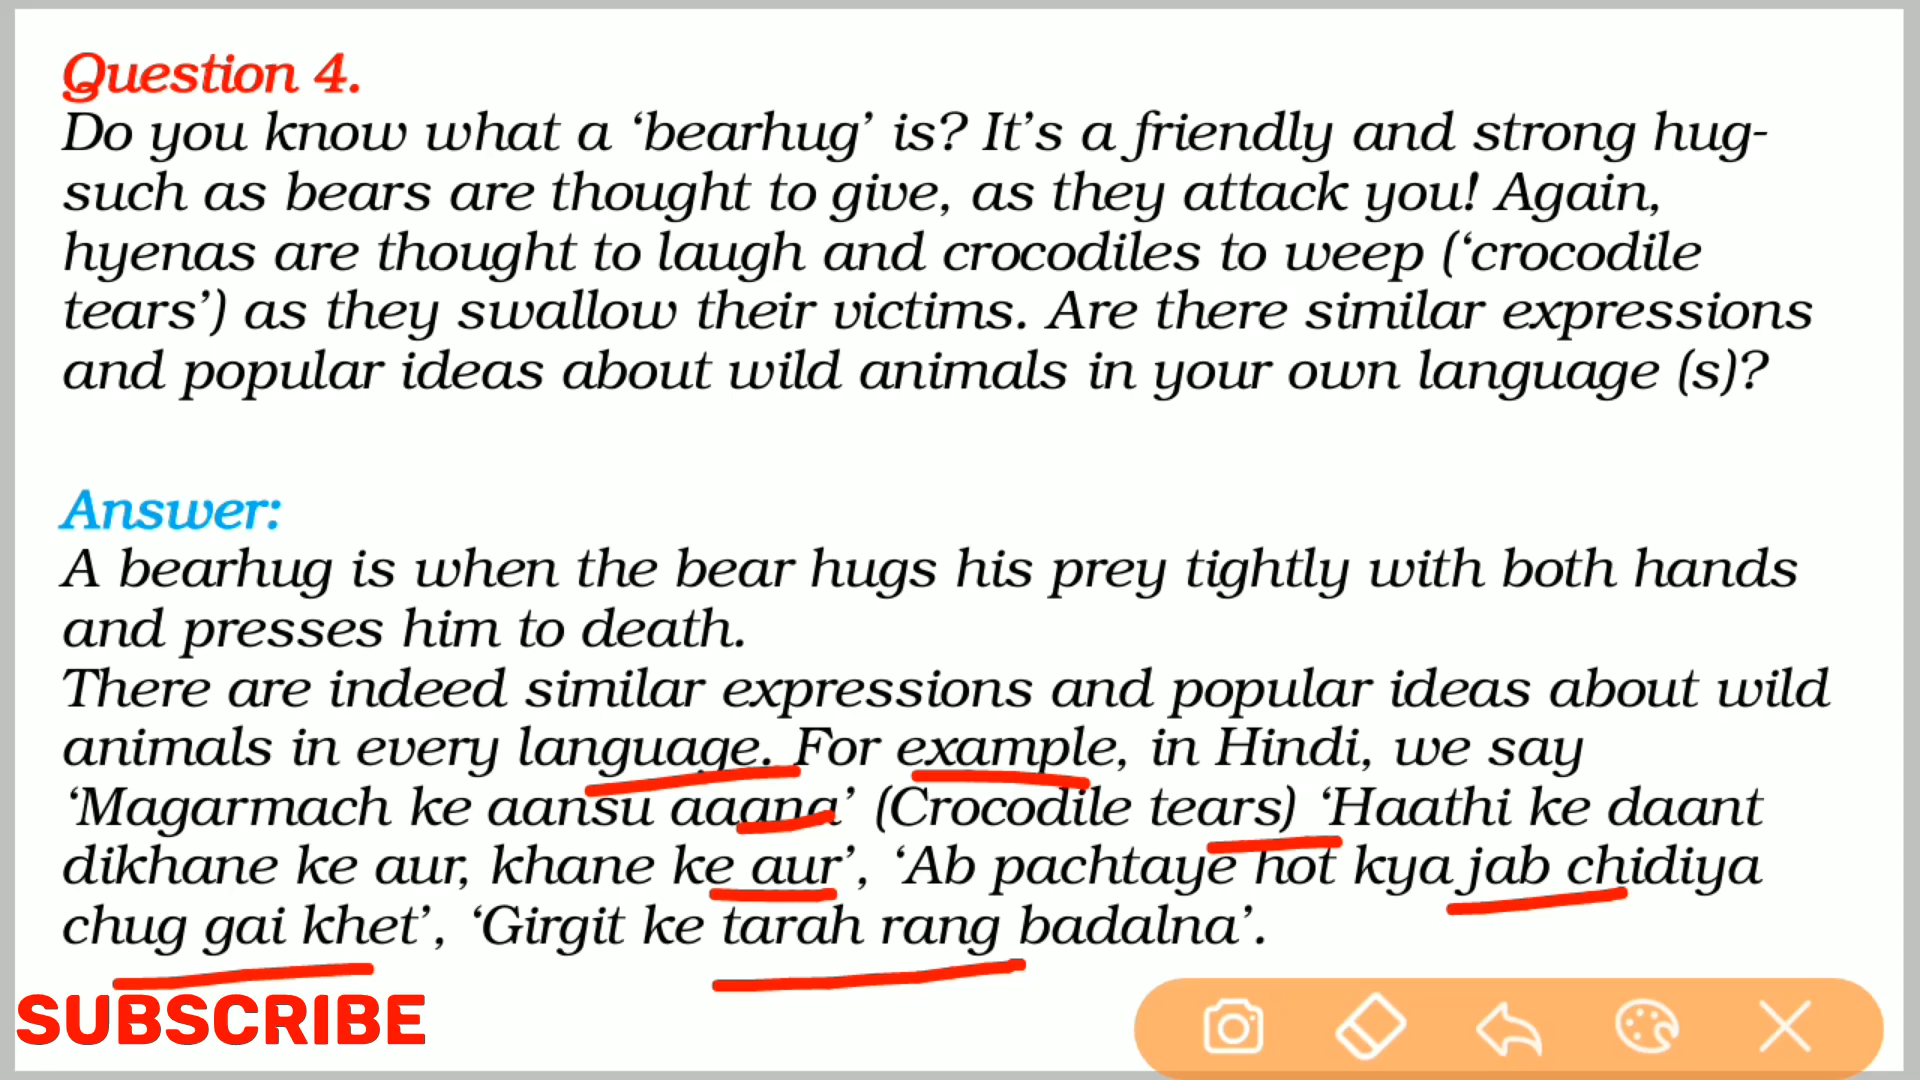 Question 4.
Do you know what a ‘bearhug’ is? It’s a friendly and strong hug-
such as bears are thought to give, as they attack you! Again,
hyenas are thought to laugh and crocodiles to weep (‘crocodile
tears’) as they swallow their victims. Are there similar expressions
and popular ideas about wild animals in your own language (s)?
Answer:
A bearhug is when the bear hugs his prey tightly with both hands
and presses him to death.
There are indeed similar expressions and popular ideas about wild
animals in every language. For example, in Hindi, we say
‘Magarmach ke aansu aaana’ (Crocodile tears) ‘Haathi ke daant
dikhane ke aur, khane ke aur’, ‘Ab pachtaye hot kya jab chidiya
chug gai khet’, ‘Girgit ke tarah rang badalna’.
SUBSCRIBE